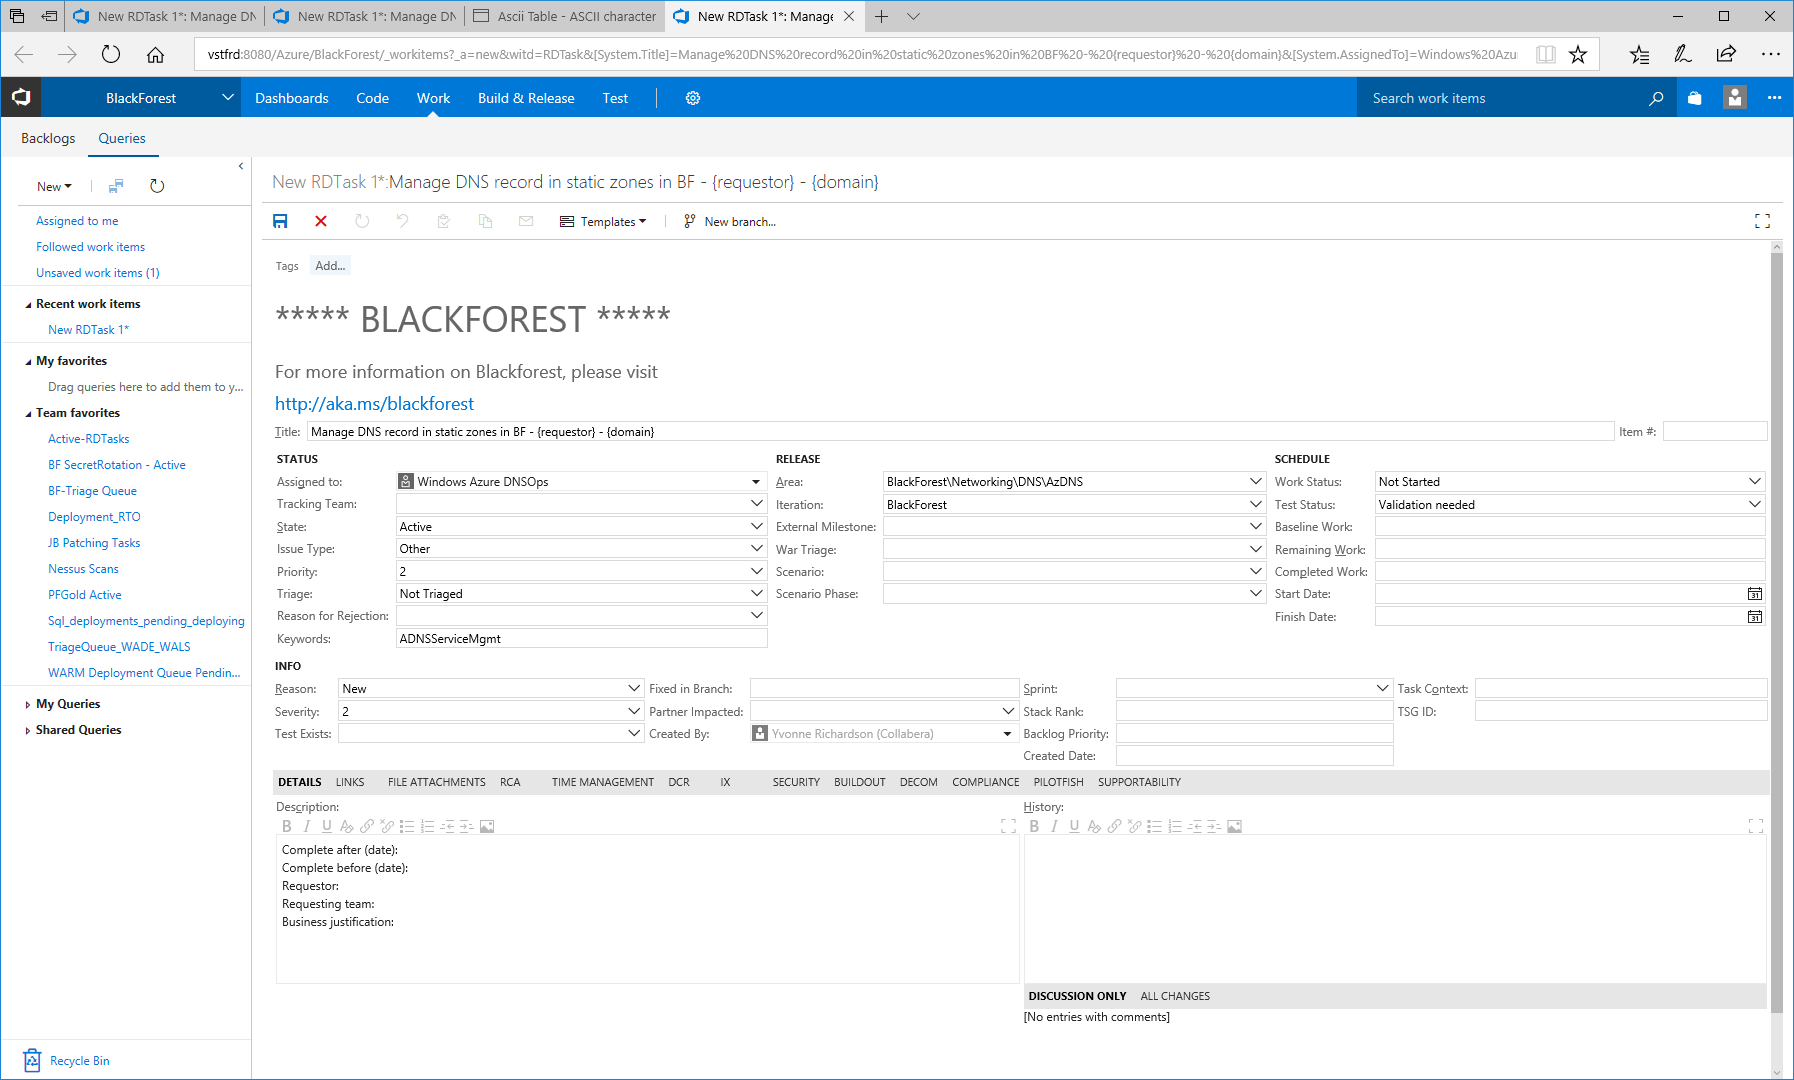 New RDTask 1*: Manage DN
New RDTask 1*: Manage DN
Ascii Table - ASCII character
New RDTask 1*: Manage
vstfrd:8080/Azure/BlackForest/_workitems?_a=new&witd=RDTask&[System.Title]=Manage%20DNS%20record%20in%20static%20zones%20in%20BF%20-%20{requestor}%20-%20{domain}&[System.AssignedTo]=Windows%20Azu
BlackForest
Dashboards
Code
Work
Build & Release
Test
Search work items
Backlogs
Queries
New
Assigned to me
Followed work items
Unsaved work items (1)
Recent work items
New RDTask 1*
My favorites
Drag queries here to add them to y...
Team favorites
Active-RDTasks
BF SecretRotation - Active
BF-Triage Queue
Deployment_RTO
JB Patching Tasks
Nessus Scans
PFGold Active
Sql_deployments_pending_deploying
TriageQueue_WADE_WALS
WARM Deployment Queue Pendin...
My Queries
Shared Queries
Recycle Bin
New RDTask 1*:Manage DNS record in static zones in BF - {requestor} - {domain}
Templates
New branch...
Tags Add...
***** BLACKFOREST *****
For more information on Blackforest, please visit
http://aka.ms/blackforest
Title: Manage DNS record in static zones in BF - {requestor} - {domain}
Item #:
STATUS
Assigned to: Windows Azure DNSOps
Tracking Team:
State: Active
Issue Type: Other
Priority: 2
Triage: Not Triaged
Reason for Rejection:
Keywords: ADNSServiceMgmt
RELEASE
Area: BlackForest\Networking\DNS\AzDNS
Iteration: BlackForest
External Milestone:
War Triage:
Scenario:
Scenario Phase:
SCHEDULE
Work Status: Not Started
Test Status: Validation needed
Baseline Work:
Remaining Work:
Completed Work:
Start Date: 31
Finish Date: 31
INFO
Reason: New
Severity: 2
Test Exists:
Fixed in Branch:
Partner Impacted:
Created By: Yvonne Richardson (Collabera)
Sprint:
Stack Rank:
Backlog Priority:
Created Date:
Task Context:
TSG ID:
DETAILS LINKS FILE ATTACHMENTS RCA TIME MANAGEMENT DCR IX SECURITY BUILDOUT DECOM COMPLIANCE PILOTFISH SUPPORTABILITY
Description:
B I U
Complete after (date):
Complete before (date):
Requestor:
Requesting team:
Business justification:
History:
B I U
DISCUSSION ONLY ALL CHANGES
[No entries with comments]